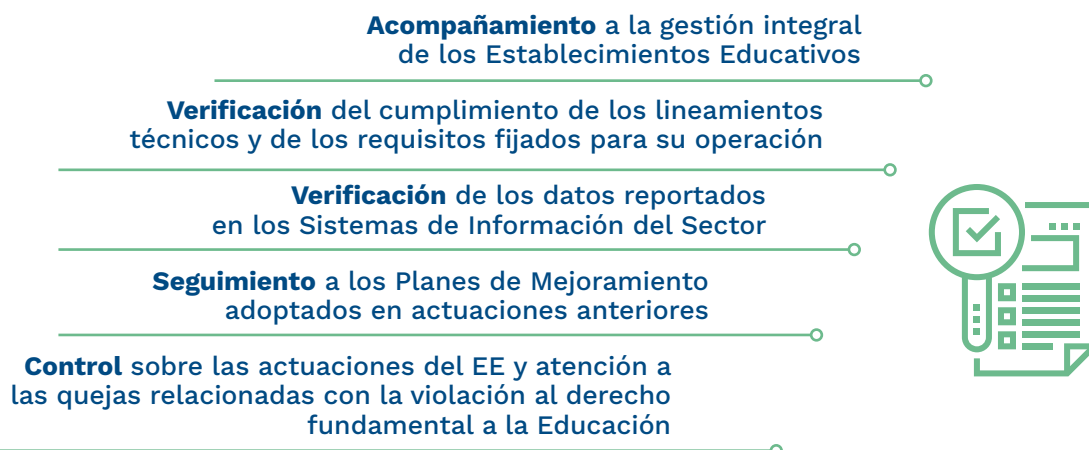 Acompañamiento a la gestión integral
de los Establecimientos Educativos
Verificación del cumplimiento de los lineamientos
técnicos y de los requisitos fijados para su operación
Verificación de los datos reportados
en los Sistemas de Información del Sector
Seguimiento a los Planes de Mejoramiento
adoptados en actuaciones anteriores
Control sobre las actuaciones del EE y atención a
las quejas relacionadas con la violación al derecho
fundamental a la Educación